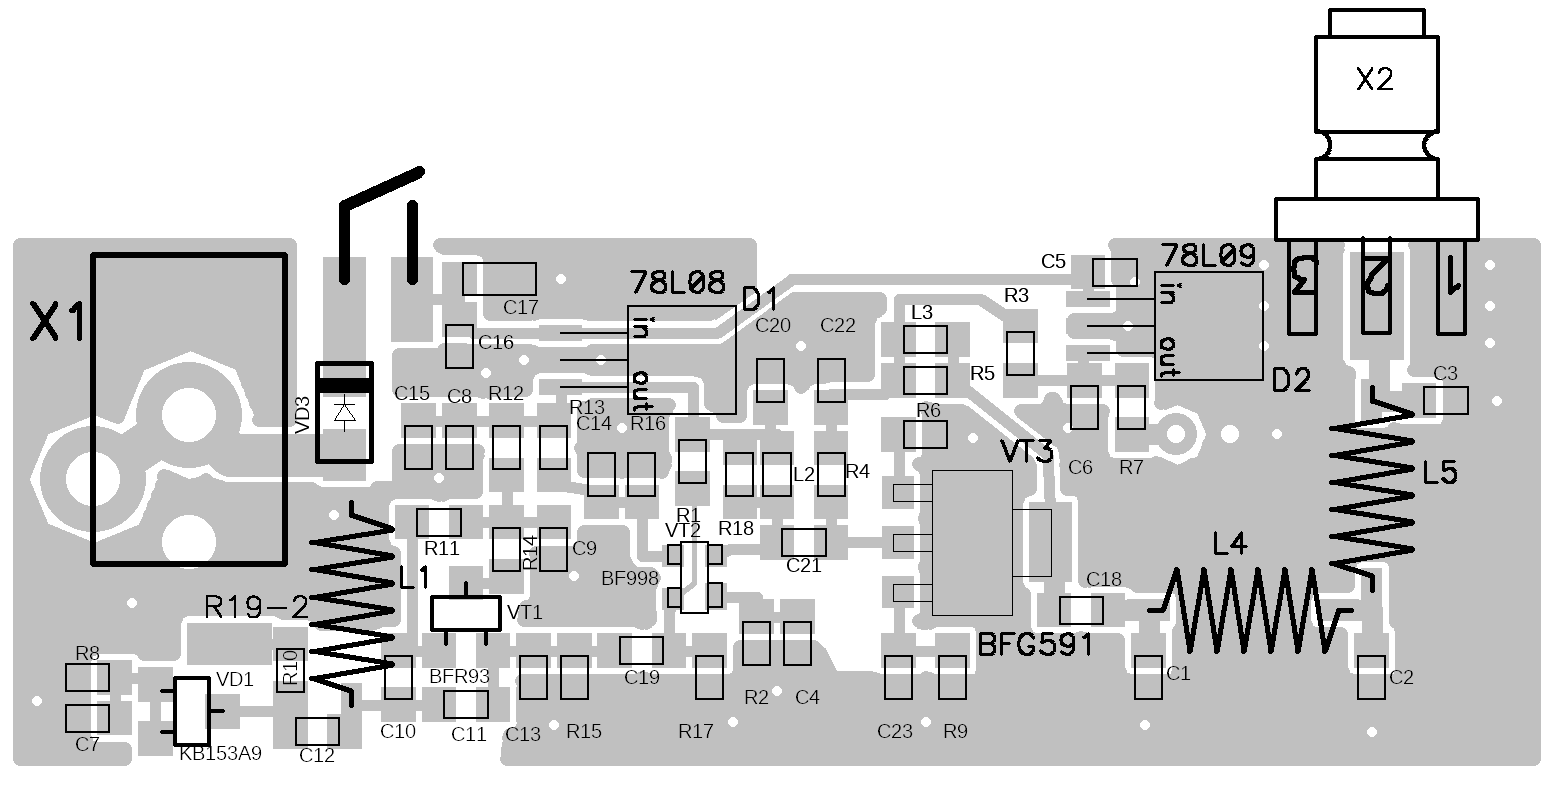 X2
3
2
1
78L09
C5
in
out
D2
78L08
D1
in
out
C17
R3
L3
X1
C16
C20
C22
R5
C3
VD3
C15
C8
R12
R13
C14
R16
R6
VT3
C6
R7
L5
L2
R4
R11
R14
C9
R1
VT2
R18
C21
L4
BF998
L1
C18
R19-2
VT1
BFG591
R8
R10
VD1
BFR93
C19
R2
C4
C1
C2
C7
KB153A9
C12
C10
C11
C13
R15
R17
C23
R9